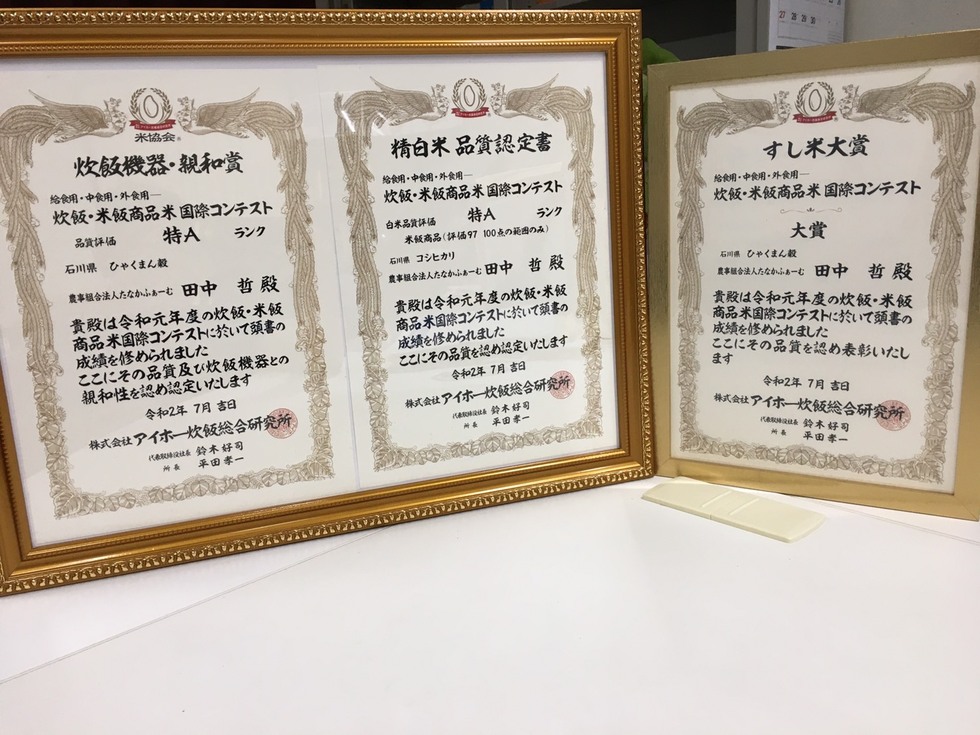 米協会
炊飯機器・親和賞
給食用・中食用・外食用―
炊飯・米飯商品米国際コンテスト
品質評価 特A ランク
石川県 ひゃくまん穀
農事組合法人たなかふぁーむ 田中 哲殿
貴殿は令和元年度の炊飯・米飯
商品米国際コンテストに於いて頭書の
成績を修められました
ここにその品質及び炊飯機器との
親和性を認め認定いたします
令和2年 7月 吉日
株式会社アイホー炊飯総合研究所
代表取締役社長 鈴木好司
所長 平田孝一
精白米 品質認定書
給食用・中食用・外食用―
炊飯・米飯商品米国際コンテスト
白米品質評価 特A ランク
米飯商品(評価97 100点の範囲のみ)
石川県 コシヒカリ
農事組合法人たなかふぁーむ 田中 哲殿
貴殿は令和元年度の炊飯・米飯
商品米国際コンテストに於いて頭書の
成績を修められました
ここにその品質を認め認定いたします
令和2年 7月 吉日
株式会社アイホー炊飯総合研究所
代表取締役社長 鈴木好司
所長 平田孝一
すし米大賞
給食用・中食用・外食用―
炊飯・米飯商品米国際コンテスト
大賞
石川県 ひゃくまん穀
農事組合法人たなかふぁーむ 田中 哲殿
貴殿は令和元年度の炊飯・米飯
商品米国際コンテストに於いて頭書の
成績を修められました
ここにその品質を認め表彰いたし
ます
令和2年 7月 吉日
株式会社アイホー炊飯総合研究所
代表取締役社長 鈴木好司
所長 平田孝一
27 28 29 30